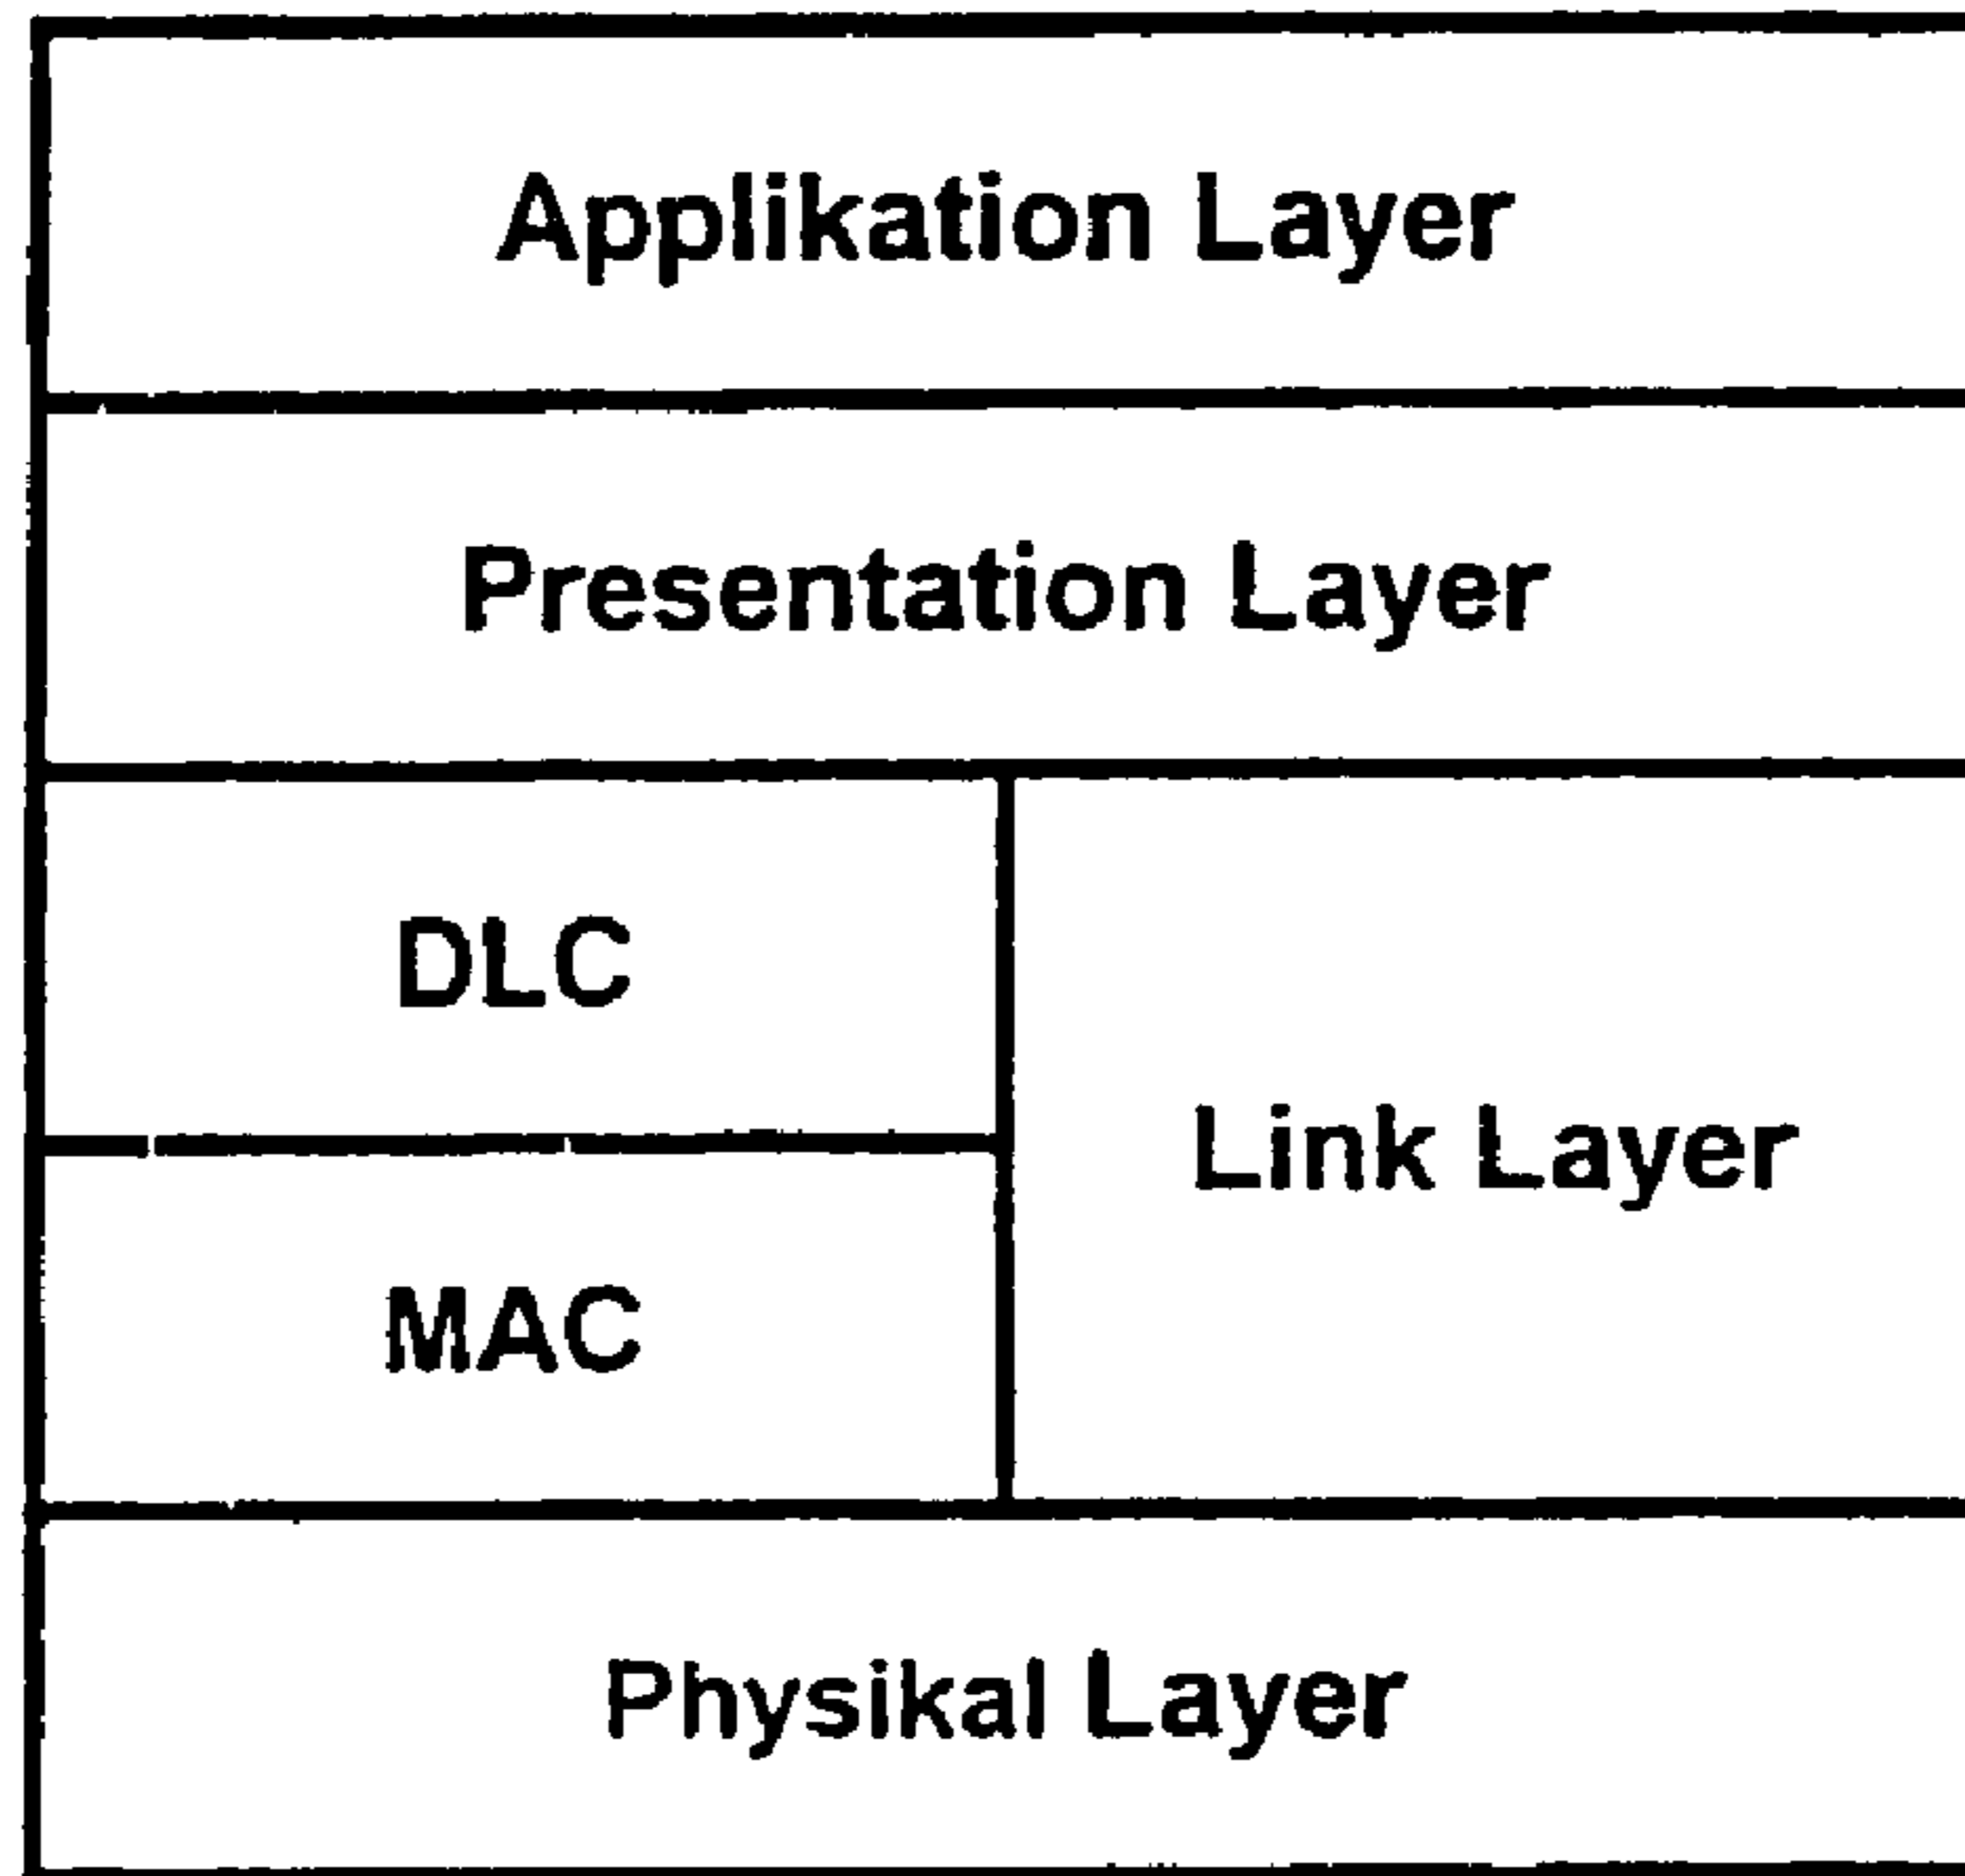 Applikation Layer
Presentation Layer
DLC
Link Layer
MAC
Physikal Layer